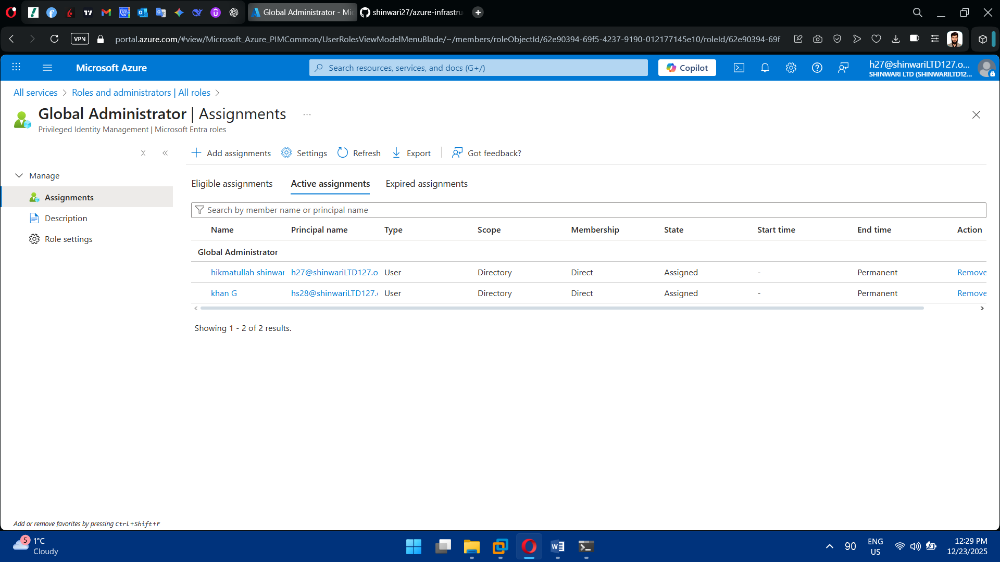 Global Administrator - Mic
shinwari27/azure-infrastru
VPN
portal.azure.com/#view/Microsoft_Azure_PIMCommon/UserRolesViewModelMenuBlade/~/members/roleObjectId/62e90394-69f5-4237-9190-012177145e10/roleId/62e90394-69f
Microsoft Azure
Search resources, services, and docs (G+/)
Copilot
h27@shinwariLTD127.o...
SHINWARI LTD (SHINWARILTD12...
All services > Roles and administrators | All roles >
Global Administrator | Assignments ...
Privileged Identity Management | Microsoft Entra roles
Add assignments
Settings
Refresh
Export
Got feedback?
Manage
Assignments
Description
Role settings
Eligible assignments
Active assignments
Expired assignments
Search by member name or principal name
Name Principal name Type Scope Membership State Start time End time Action
Global Administrator
hikmatullah shinwar h27@shinwariLTD127.o User Directory Direct Assigned - Permanent Remove
khan G hs28@shinwariLTD127. User Directory Direct Assigned - Permanent Remove
Showing 1 - 2 of 2 results.
Add or remove favorites by pressing Ctrl+Shift+F
5
1°C
Cloudy
90
ENG
US
12:29 PM
12/23/2025